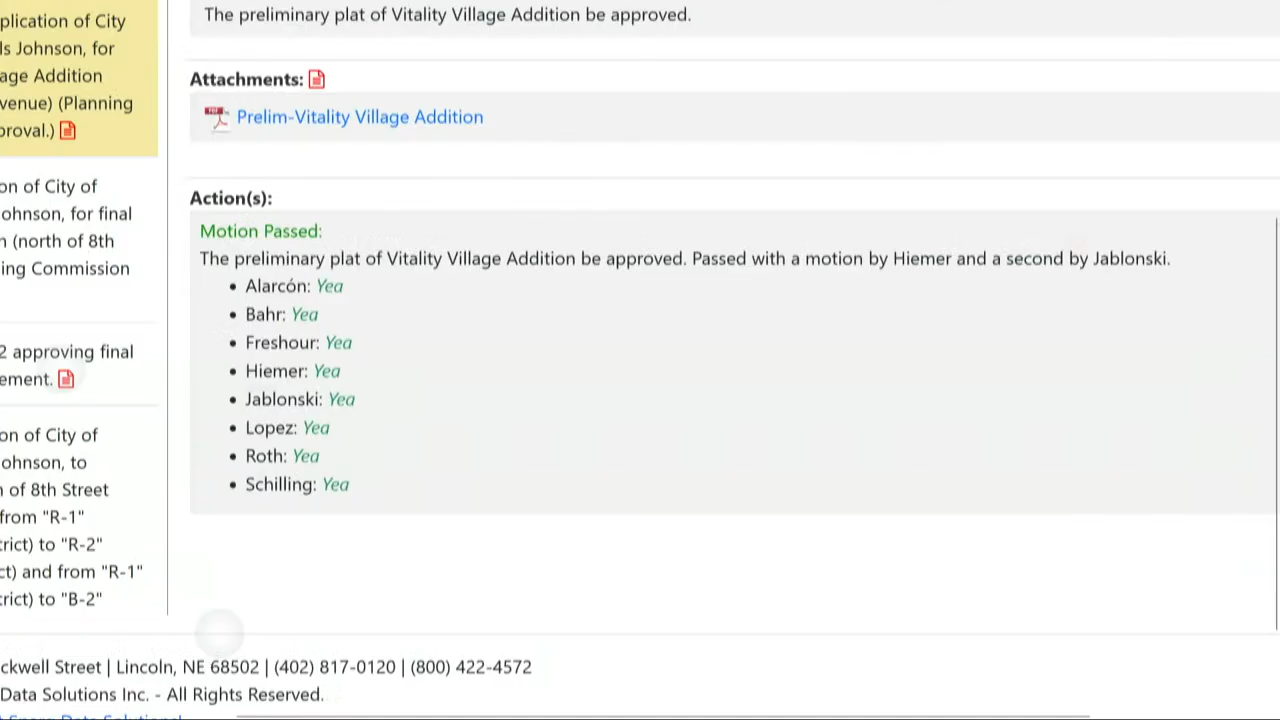 plication of City
ls Johnson, for
age Addition
venue) (Planning
proval.)
on of City of
ohnson, for final
n (north of 8th
ing Commission
2 approving final
ement.
on of City of
ohnson, to
n of 8th Street
from "R-1"
trict) to "R-2"
ct) and from "R-1"
trict) to "B-2"
The preliminary plat of Vitality Village Addition be approved.
Attachments:
Prelim-Vitality Village Addition
Action(s):
Motion Passed:
The preliminary plat of Vitality Village Addition be approved. Passed with a motion by Hiemer and a second by Jablonski.
• Alarcón: Yea
• Bahr: Yea
• Freshour: Yea
• Hiemer: Yea
• Jablonski: Yea
• Lopez: Yea
• Roth: Yea
• Schilling: Yea
ckwell Street | Lincoln, NE 68502 | (402) 817-0120 | (800) 422-4572
Data Solutions Inc. - All Rights Reserved.